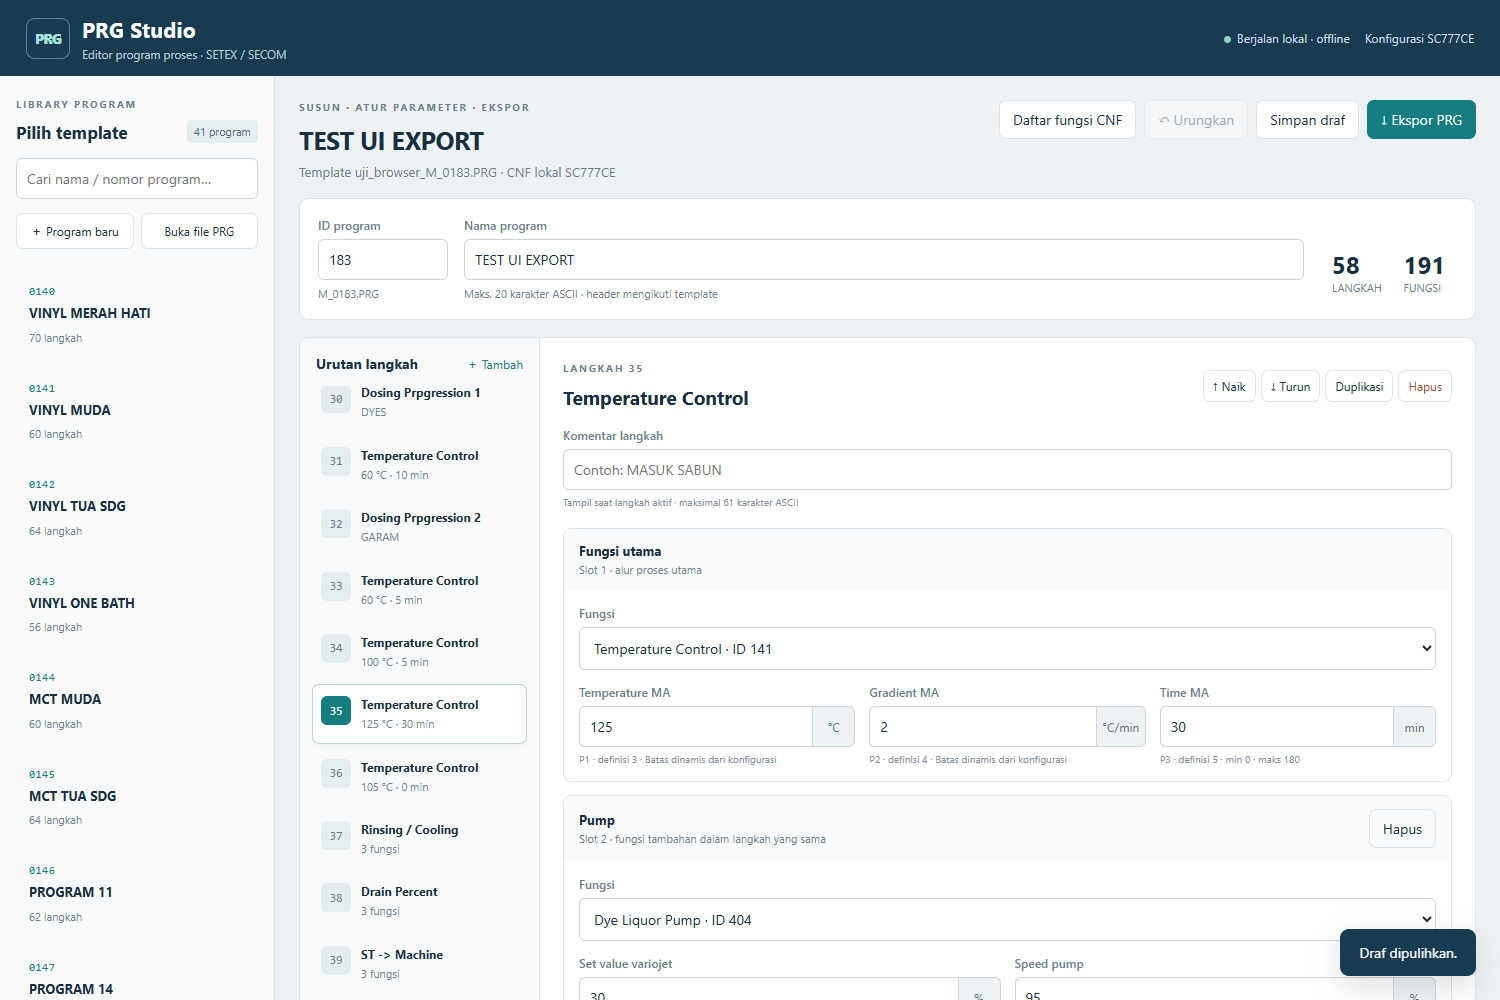 PRG
PRG Studio
Editor program proses · SETEX / SECOM
Berjalan lokal · offline
Konfigurasi SC777CE
LIBRARY PROGRAM
Pilih template
41 program
Cari nama / nomor program...
+ Program baru
Buka file PRG
0140
VINYL MERAH HATI
70 langkah
0141
VINYL MUDA
60 langkah
0142
VINYL TUA SDG
64 langkah
0143
VINYL ONE BATH
56 langkah
0144
MCT MUDA
60 langkah
0145
MCT TUA SDG
64 langkah
0146
PROGRAM 11
62 langkah
0147
PROGRAM 14
SUSUN · ATUR PARAMETER · EKSPOR
TEST UI EXPORT
Template uji_browser_M_0183.PRG · CNF lokal SC777CE
Daftar fungsi CNF
↶ Urungkan
Simpan draf
↓ Ekspor PRG
ID program
183
M_0183.PRG
Nama program
TEST UI EXPORT
Maks. 20 karakter ASCII · header mengikuti template
58
LANGKAH
191
FUNGSI
Urutan langkah
+ Tambah
30
Dosing Prpgression 1
DYES
31
Temperature Control
60 °C · 10 min
32
Dosing Prpgression 2
GARAM
33
Temperature Control
60 °C · 5 min
34
Temperature Control
100 °C · 5 min
35
Temperature Control
125 °C · 30 min
36
Temperature Control
105 °C · 0 min
37
Rinsing / Cooling
3 fungsi
38
Drain Percent
3 fungsi
39
ST -> Machine
3 fungsi
LANGKAH 35
Temperature Control
↑ Naik
↓ Turun
Duplikasi
Hapus
Komentar langkah
Contoh: MASUK SABUN
Tampil saat langkah aktif · maksimal 61 karakter ASCII
Fungsi utama
Slot 1 · alur proses utama
Fungsi
Temperature Control · ID 141
Temperature MA
125
°C
P1 · definisi 3 · Batas dinamis dari konfigurasi
Gradient MA
2
°C/min
P2 · definisi 4 · Batas dinamis dari konfigurasi
Time MA
30
min
P3 · definisi 5 · min 0 · maks 180
Pump
Slot 2 · fungsi tambahan dalam langkah yang sama
Hapus
Fungsi
Dye Liquor Pump · ID 404
Set value variojet
30
%
Speed pump
95
%
Draf dipulihkan.